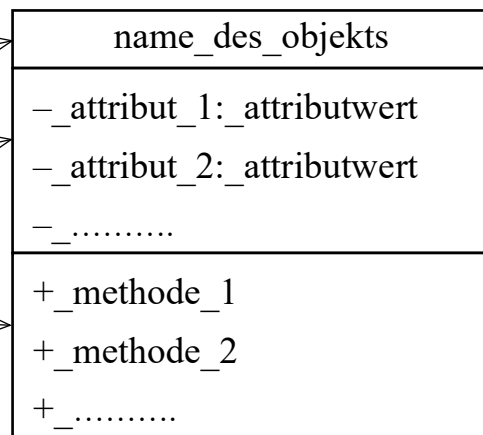 name_des_objekts
–_attribut_1:_attributwert
–_attribut_2:_attributwert
–_..........
+_methode_1
+_methode_2
+_..........